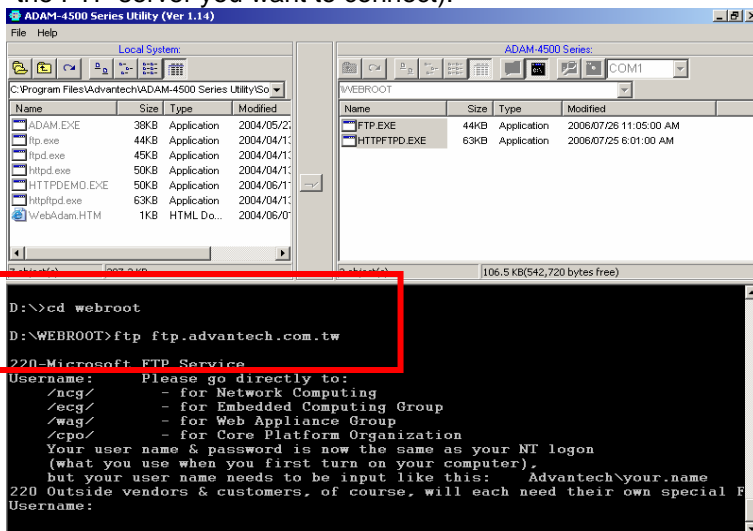 the FTP server you want to connect).
ADAM-4500 Series Utility (Ver 1.14)
File Help
Local System:
ADAM-4500 Series:
COM1
C:\Program Files\Advantech\ADAM-4500 Series Utility\So
\WEBROOT
Name Size Type Modified
ADAM.EXE 38KB Application 2004/05/2
ftp.exe 44KB Application 2004/04/1
ftpd.exe 45KB Application 2004/04/1
httpd.exe 50KB Application 2004/04/1
HTTPDEMO.EXE 50KB Application 2004/06/1
httpftpd.exe 63KB Application 2004/04/1
WebAdam.HTM 1KB HTML Do... 2004/06/0
Name Size Type Modified
FTP.EXE 44KB Application 2006/07/26 11:05:00 AM
HTTPFTPD.EXE 63KB Application 2006/07/25 6:01:00 AM
106.5 KB(542,720 bytes free)
D:\>cd webroot
D:\WEBROOT>ftp ftp.advantech.com.tw
220-Microsoft FTP Service
Username: Please go directly to:
/ncg/ - for Network Computing
/ecg/ - for Embedded Computing Group
/wag/ - for Web Appliance Group
/cpo/ - for Core Platform Organization
Your user name & password is now the same as your NT logon
(what you use when you first turn on your computer),
but your user name needs to be input like this: Advantech\your.name
220 Outside vendors & customers, of course, will each need their own special F
Username: